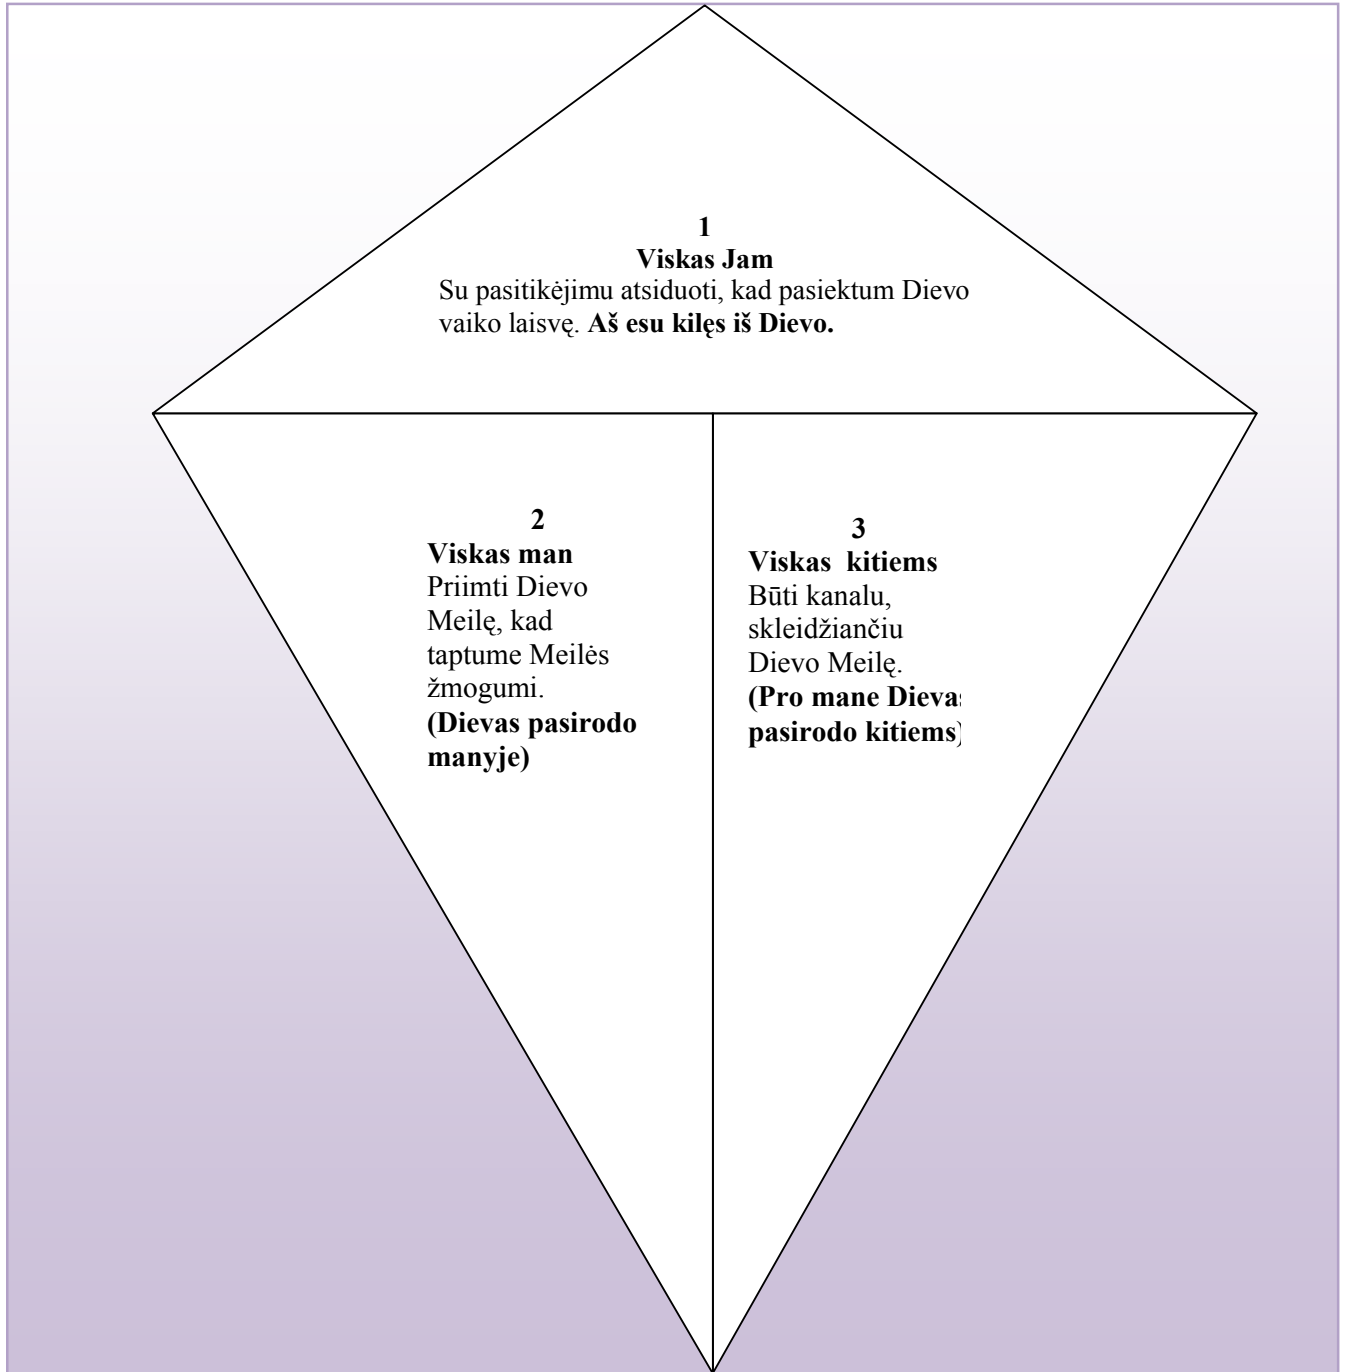 1
Viskas Jam
Su pasitikėjimu atsiduoti, kad pasiektum Dievo
vaiko laisvę. Aš esu kilęs iš Dievo.
2
Viskas man
Priimti Dievo
Meilę, kad
taptume Meilės
žmogumi.
(Dievas pasirodo
manyje)
3
Viskas kitiems
Būti kanalu,
skleidžiančiu
Dievo Meilę.
(Pro mane Dievas
pasirodo kitiems)